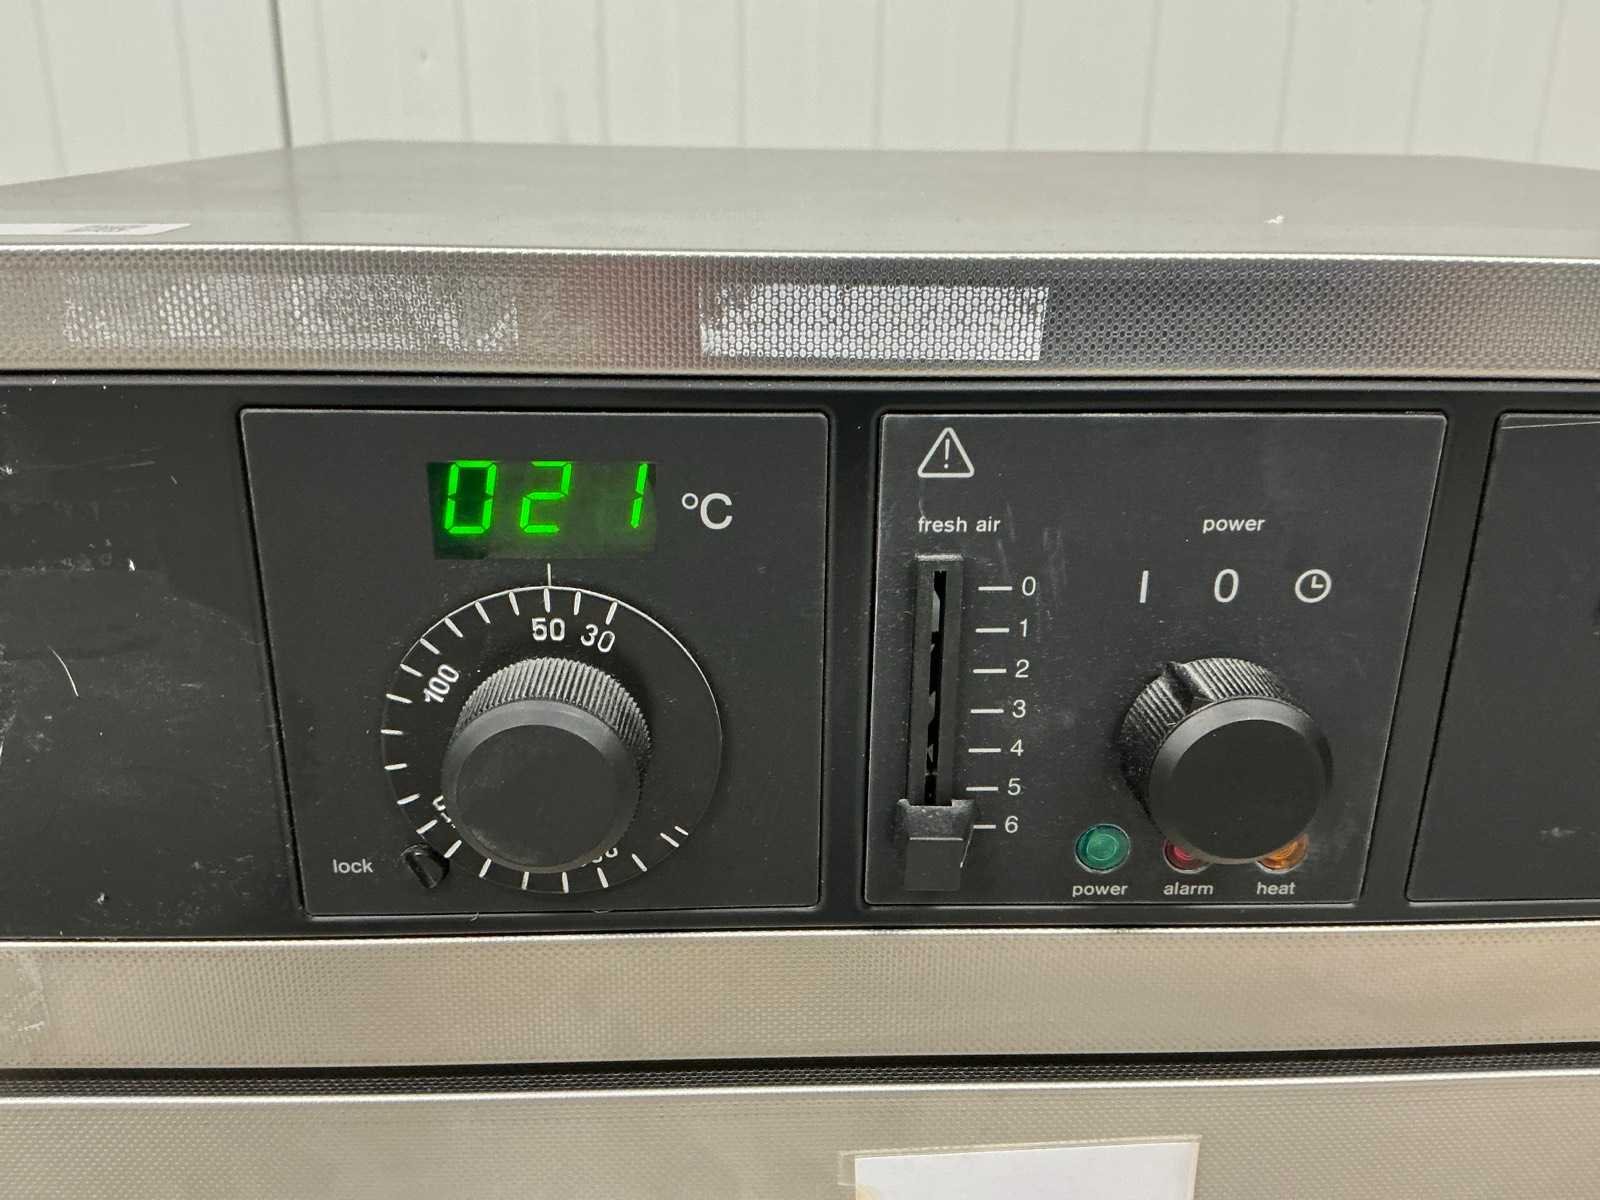 021 °C
50 30
100
lock
fresh air
0
1
2
3
4
5
6
power
I 0
power alarm heat